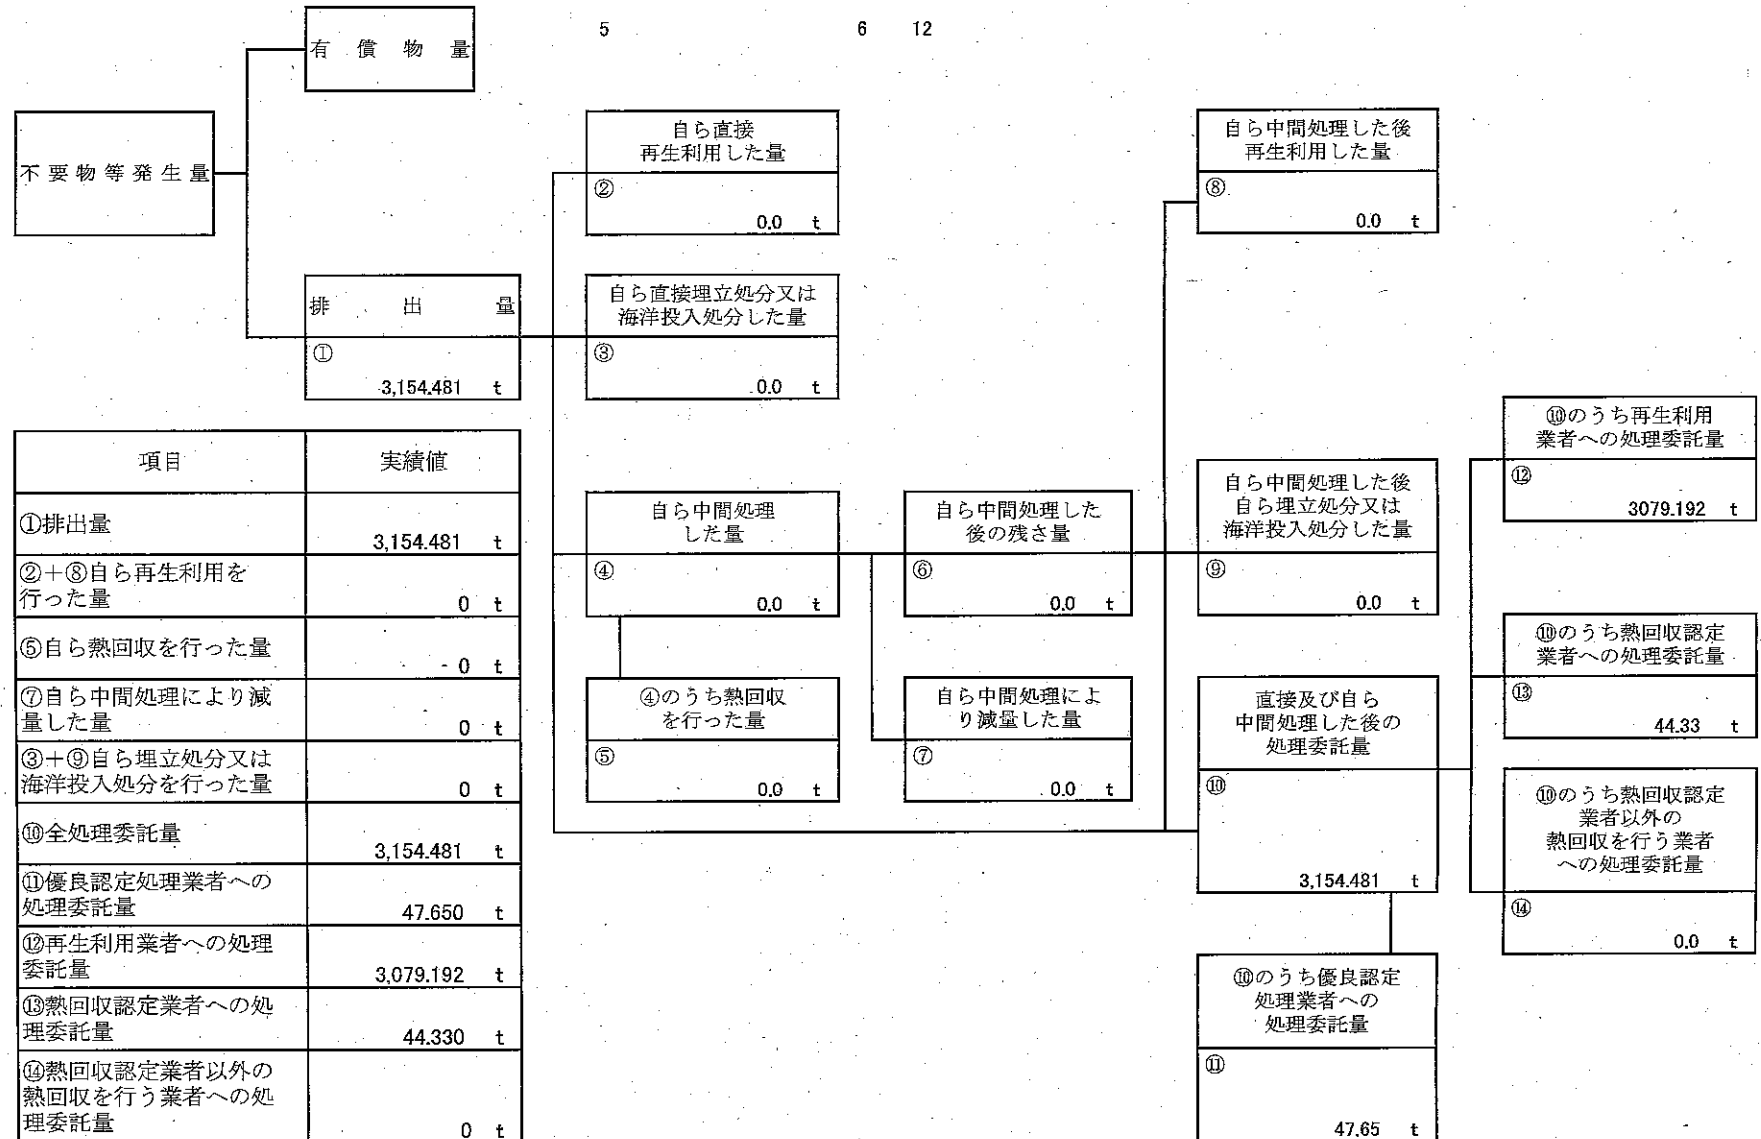 5 6 12
有償物量
不要物等発生量
自ら直接
再生利用した量
②
0.0 t
自ら中間処理した後
再生利用した量
⑧
0.0 t
排出量
①
3,154.481 t
自ら直接埋立処分又は
海洋投入処分した量
③
0.0 t
項目 実績値
①排出量
3,154.481 t
②+⑧自ら再生利用を
行った量
0 t
⑤自ら熱回収を行った量
0 t
⑦自ら中間処理により減
量した量
0 t
③+⑨自ら埋立処分又は
海洋投入処分を行った量
0 t
⑩全処理委託量
3,154.481 t
⑪優良認定処理業者への
処理委託量
47.650 t
⑫再生利用業者への処理
委託量
3,079.192 t
⑬熱回収認定業者への処
理委託量
44.330 t
⑭熱回収認定業者以外の
熱回収を行う業者への処
理委託量
0 t
自ら中間処理
した量
④
0.0 t
自ら中間処理した
後の残さ量
⑥
0.0 t
自ら中間処理した後
自ら埋立処分又は
海洋投入処分した量
⑨
0.0 t
④のうち熱回収
を行った量
⑤
0.0 t
自ら中間処理によ
り減量した量
⑦
0.0 t
直接及び自ら
中間処理した後の
処理委託量
⑩
3,154.481 t
⑩のうち優良認定
処理業者への
処理委託量
⑪
47.65 t
⑩のうち再生利用
業者への処理委託量
⑫
3079.192 t
⑩のうち熱回収認定
業者への処理委託量
⑬
44.33 t
⑩のうち熱回収認定
業者以外の
熱回収を行う業者
への処理委託量
⑭
0.0 t